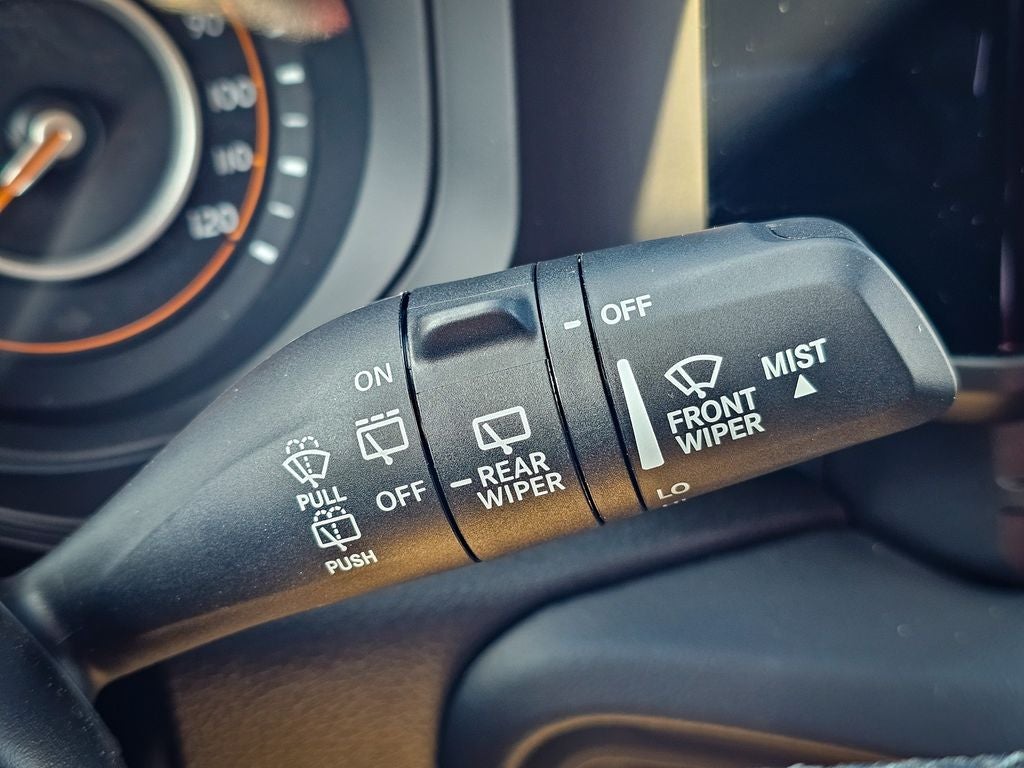 90
100
110
120
OFF
MIST
FRONT
WIPER
LO
ON
REAR
WIPER
OFF
PULL
PUSH